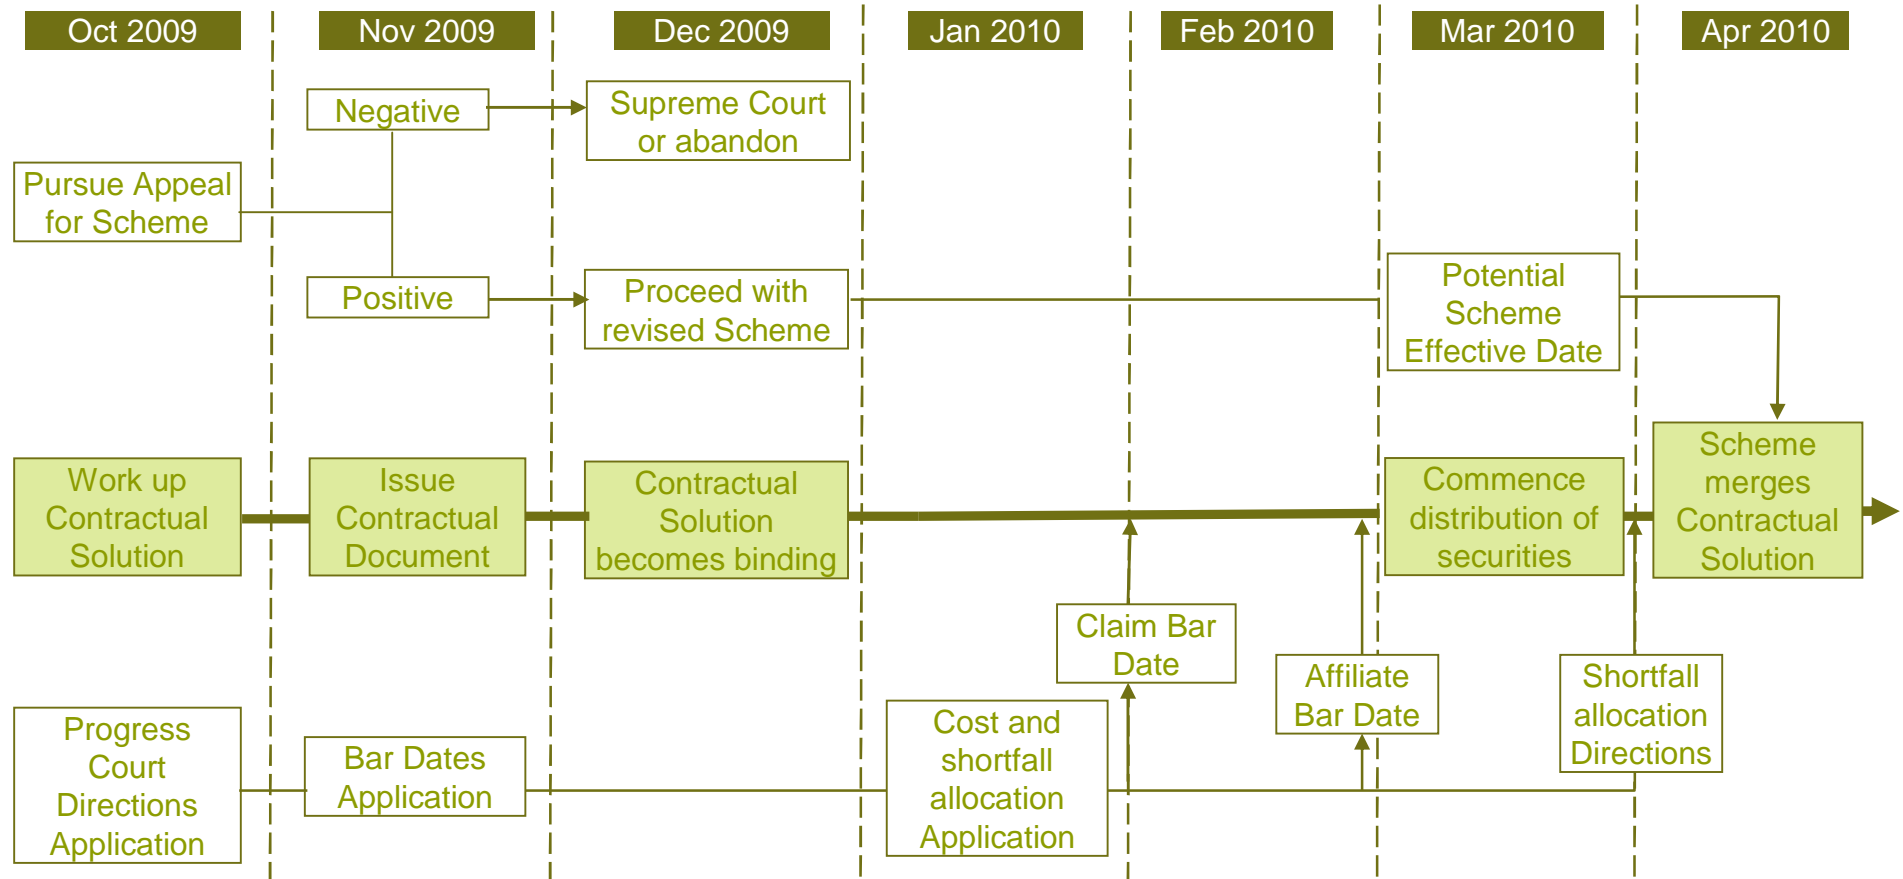 Oct 2009
Nov 2009
Dec 2009
Jan 2010
Feb 2010
Mar 2010
Apr 2010
Negative
Supreme Court
or abandon
Pursue Appeal
for Scheme
Positive
Proceed with
revised Scheme
Potential
Scheme
Effective Date
Work up
Contractual
Solution
Issue
Contractual
Document
Contractual
Solution
becomes binding
Commence
distribution of
securities
Scheme
merges
Contractual
Solution
Claim Bar
Date
Affiliate
Bar Date
Shortfall
allocation
Directions
Progress
Court
Directions
Application
Bar Dates
Application
Cost and
shortfall
allocation
Application